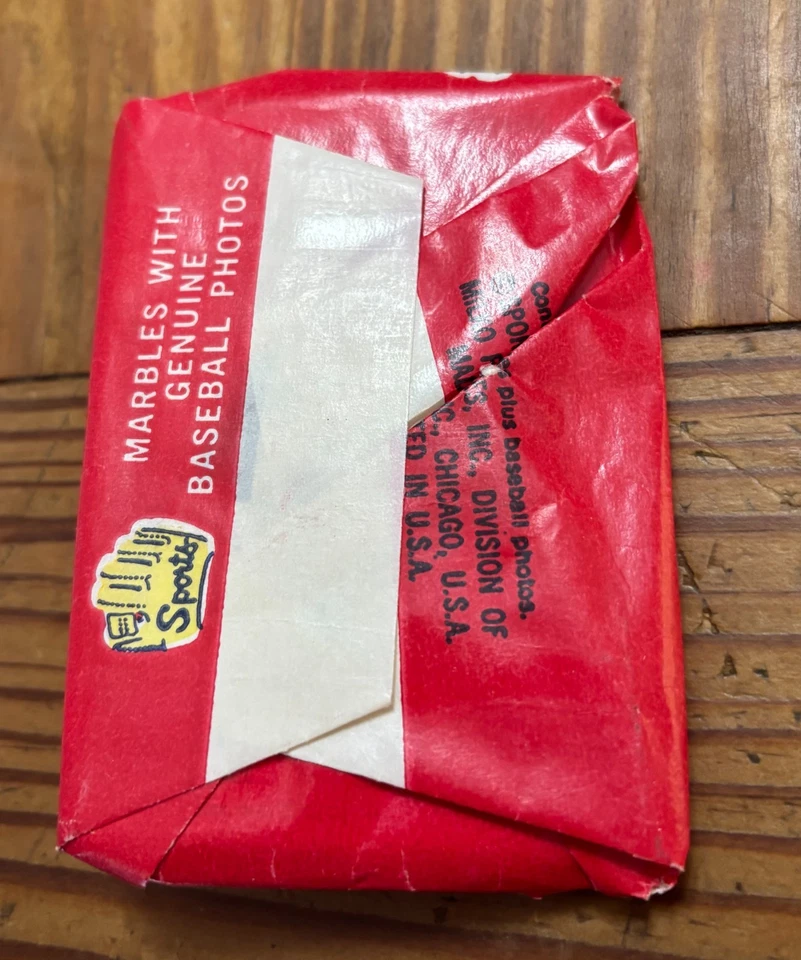 MARBLES WITH
GENUINE
BASEBALL PHOTOS
Sports
plus baseball photos.
INC., DIVISION OF
CHICAGO, U.S.A.
IN U.S.A.